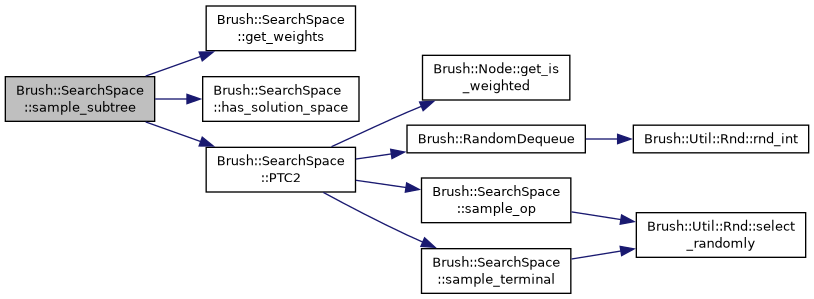 Brush::SearchSpace
::sample_subtree
Brush::SearchSpace
::get_weights
Brush::SearchSpace
::has_solution_space
Brush::SearchSpace
::PTC2
Brush::Node::get_is
_weighted
Brush::RandomDequeue
Brush::Util::Rnd::rnd_int
Brush::SearchSpace
::sample_op
Brush::SearchSpace
::sample_terminal
Brush::Util::Rnd::select
_randomly